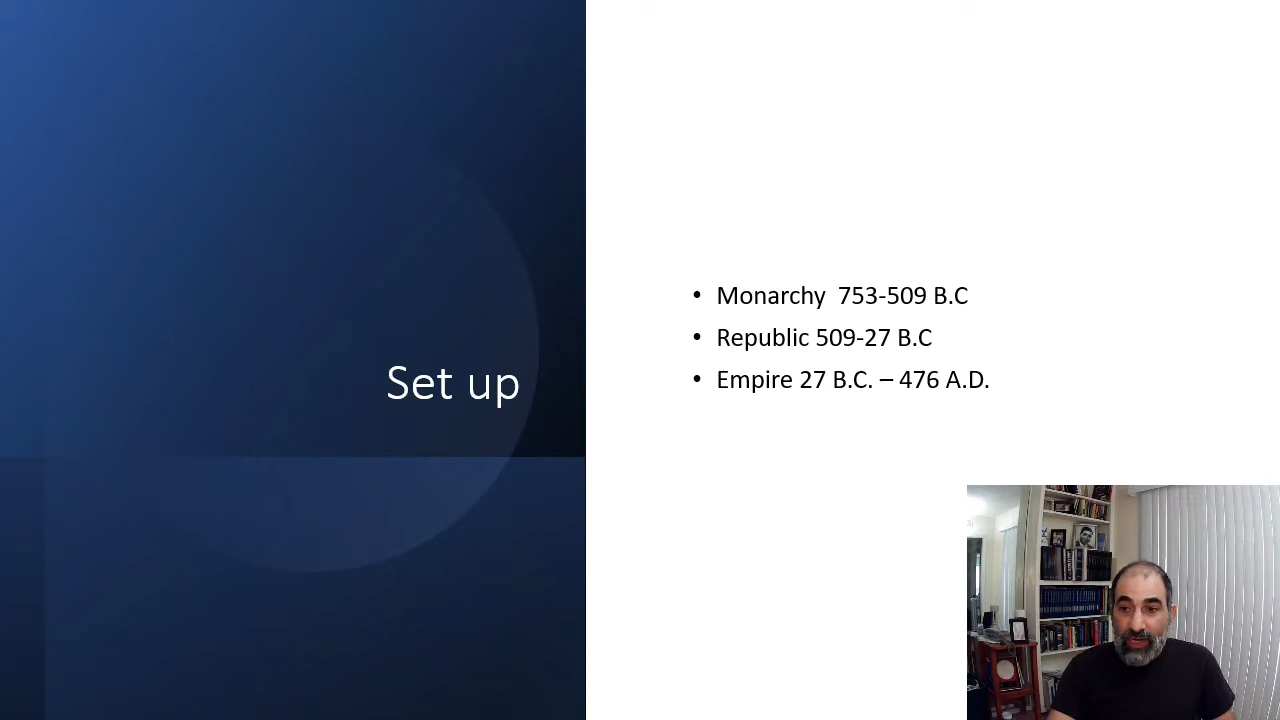 Set up
• Monarchy  753-509 B.C
• Republic 509-27 B.C
• Empire 27 B.C. – 476 A.D.